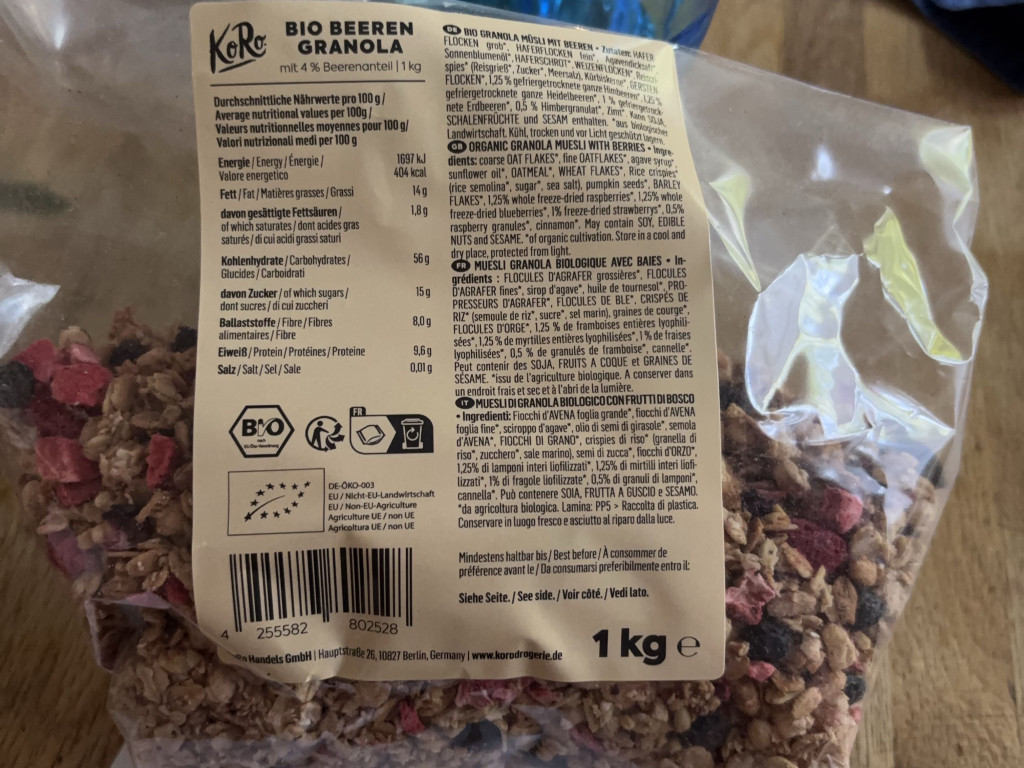 KoRo
BIO BEEREN
GRANOLA
mit 4 % Beerenanteil | 1 kg
Durchschnittliche Nährwerte pro 100 g /
Average nutritional values per 100g /
Valeurs nutritionnelles moyennes pour 100 g/
Valori nutrizionali medi per 100 g
Energie / Energy / Énergie / 1697 kJ
Valore energetico 404 kcal
Fett / Fat / Matières grasses / Grassi 14 g
davon gesättigte Fettsäuren / 1,8 g
of which saturates / dont acides gras
saturés / di cui acidi grassi saturi
Kohlenhydrate / Carbohydrates / 56 g
Glucides / Carboidrati
davon Zucker / of which sugars / 15 g
dont sucres / di cui zuccheri
Ballaststoffe / Fibre / Fibres 8,0 g
alimentaires / Fibre
Eiweiß / Protein / Protéines / Proteine 9,6 g
Salz / Salt / Sel / Sale 0,01 g
BIO
nach
EG-Öko-Verordnung
FR
DE-ÖKO-003
EU / Nicht-EU-Landwirtschaft
EU / Non-EU-Agriculture
Agriculture UE / non UE
Agricoltura UE / non UE
4 255582 802528
Handels GmbH | Hauptstraße 26, 10827 Berlin, Germany | www.korodrogerie.de
DE BIO GRANOLA MÜSLI MIT BEEREN • Zutaten: HAFER
FLOCKEN grob*, HAFERFLOCKEN fein*, Agavendicksaft*,
Sonnenblumenöl*, HAFERSCHROT*, WEIZENFLOCKEN*,
spies* (Reisgrieß*, Zucker*, Meersalz), Kürbiskerne*, GERSTEN
FLOCKEN*, 1,25 % gefriergetrocknete ganze Himbeeren*, 1,25 %
gefriergetrocknete ganze Heidelbeeren*, 1 % gefriergetrock-
nete Erdbeeren*, 0,5 % Himbergranulat*, Zimt*. Kann SOJA,
SCHALENFRÜCHTE und SESAM enthalten. *aus biologischer
Landwirtschaft. Kühl, trocken und vor Licht geschützt lagern.
GB ORGANIC GRANOLA MUESLI WITH BERRIES • Ingre-
dients: coarse OAT FLAKES*, fine OATFLAKES*, agave syrup*,
sunflower oil*, OATMEAL*, WHEAT FLAKES*, Rice crispies*
(rice semolina*, sugar*, sea salt), pumpkin seeds*, BARLEY
FLAKES*, 1,25% whole freeze-dried raspberries*, 1,25% whole
freeze-dried blueberries*, 1% freeze-dried strawberrys*, 0,5%
raspberry granules*, cinnamon*. May contain SOY, EDIBLE
NUTS and SESAME. *of organic cultivation. Store in a cool and
dry place, protected from light.
FR MUESLI GRANOLA BIOLOGIQUE AVEC BAIES • In-
grédients : FLOCULES D'AGRAFER grossières*, FLOCULES
D'AGRAFER fines*, sirop d'agave*, huile de tournesol*, PRO-
PRESSEURS D'AGRAFER*, FLOCULES DE BLE*, CRISPÉS DE
RIZ* (semoule de riz*, sucre*, sel marin), graines de courge*,
FLOCULES D'ORGE*, 1,25 % de framboises entières lyophili-
sées*, 1,25 % de myrtilles entières lyophilisées*, 1 % de fraises
lyophilisées*, 0,5 % de granulés de framboise*, cannelle*.
Peut contenir des SOJA, FRUITS A COQUE et GRAINES DE
SÉSAME. *issu de l'agriculture biologique. A conserver dans
un endroit frais et sec et à l'abri de la lumière.
IT MUESLI DI GRANOLA BIOLOGICO CON FRUTTI DI BOSCO
• Ingredienti: Fiocchi d'AVENA foglia grande*, fiocchi d'AVENA
foglia fine*, sciroppo d'agave*, olio di semi di girasole*, semola
d'AVENA*, FIOCCHI DI GRANO*, crispies di riso* (granella di
riso*, zucchero*, sale marino), semi di zucca*, fiocchi d'ORZO*,
1,25% di lamponi interi liofilizzati*, 1,25% di mirtilli interi liofi-
lizzati*, 1% di fragole liofilizzate*, 0,5% di granuli di lamponi*,
cannella*. Può contenere SOIA, FRUTTA A GUSCIO e SESAMO.
*da agricoltura biologica. Lamina: PP5 > Raccolta di plastica.
Conservare in luogo fresco e asciutto al riparo dalla luce.
Mindestens haltbar bis / Best before / À consommer de
préférence avant le / Da consumarsi preferibilmente entro il:
Siehe Seite. / See side. / Voir côté. / Vedi lato.
1 kg e